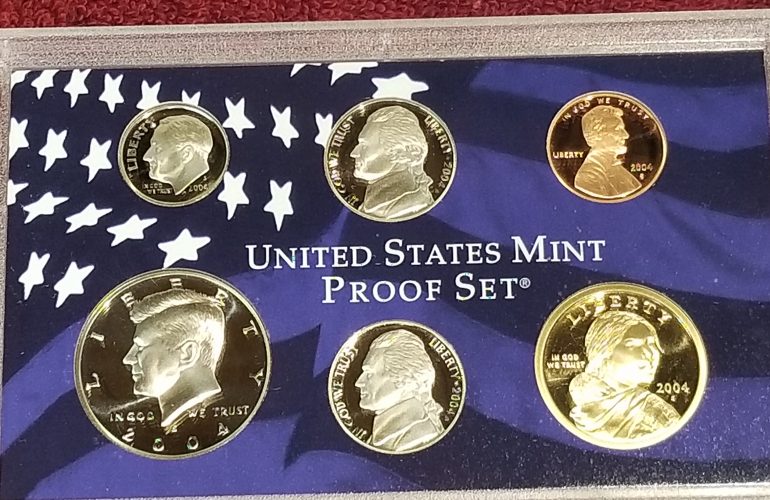 LIBERTY
IN GOD WE TRUST
2004
S
IN GOD WE TRUST
LIBERTY 2004
IN GOD WE TRUST
LIBERTY
2004
S
UNITED STATES MINT
PROOF SET®
LIBERTY
IN GOD WE TRUST
2004
IN GOD WE TRUST
LIBERTY 2004
LIBERTY
IN GOD
WE TRUST
2004
S